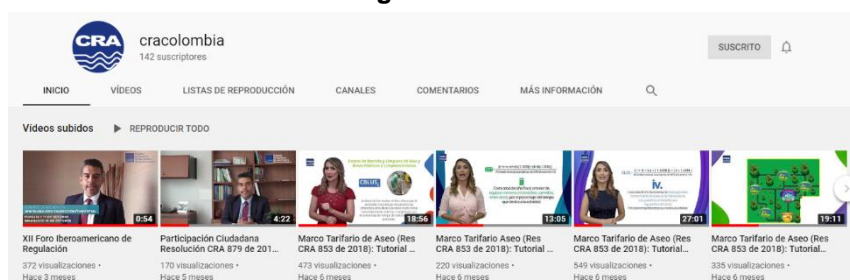 CRA
cracolombia
142 suscriptores
SUSCRITO
INICIO VÍDEOS LISTAS DE REPRODUCCIÓN CANALES COMENTARIOS MÁS INFORMACIÓN
Vídeos subidos REPRODUCIR TODO
0:54 4:22 18:56 13:05 27:01 19:11
iv.
XII Foro Iberoamericano de Regulación
372 visualizaciones •
Hace 3 meses
Participación Ciudadana Resolución CRA 879 de 201...
170 visualizaciones •
Hace 5 meses
Marco Tarifario de Aseo (Res CRA 853 de 2018): Tutorial ...
473 visualizaciones •
Hace 6 meses
Marco Tarifario Aseo (Res CRA 853 de 2018): Tutorial ...
220 visualizaciones •
Hace 6 meses
Marco Tarifario de Aseo (Res CRA 853 de 2018): Tutorial...
549 visualizaciones •
Hace 6 meses
Marco Tarifario de Aseo (Res CRA 853 de 2018): Tutorial...
335 visualizaciones •
Hace 6 meses